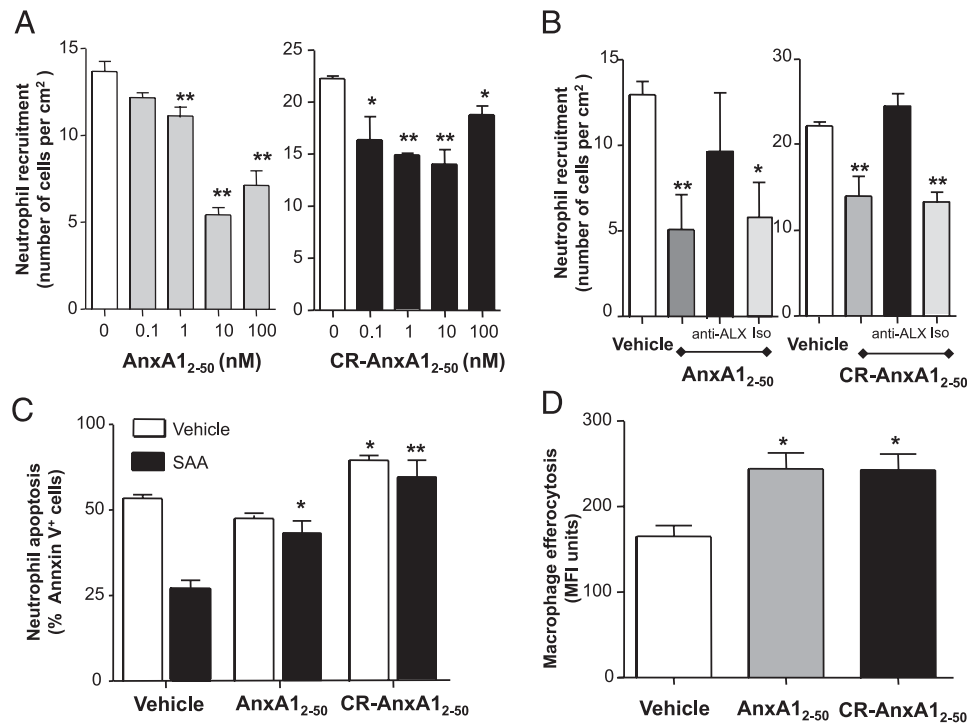 A
Neutrophil recruitment
(number of cells per cm²)
15
10
5
0
**
**
**
0 0.1 1 10 100
AnxA1₂₋₅₀ (nM)
25
20
15
10
5
0
*
**
**
*
0 0.1 1 10 100
CR-AnxA1₂₋₅₀ (nM)
B
Neutrophil recruitment
(number of cells per cm²)
15
10
5
0
**
*
anti-ALX Iso
Vehicle
AnxA1₂₋₅₀
30
20
10
0
**
**
anti-ALX Iso
Vehicle
CR-AnxA1₂₋₅₀
C
Neutrophil apoptosis
(% Annxin V⁺ cells)
100
50
25
0
Vehicle
SAA
*
*
**
Vehicle AnxA1₂₋₅₀ CR-AnxA1₂₋₅₀
D
Macrophage efferocytosis
(MFI units)
300
200
100
0
*
*
Vehicle AnxA1₂₋₅₀ CR-AnxA1₂₋₅₀